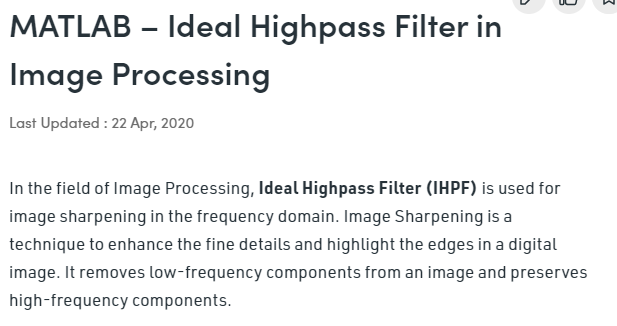 MATLAB – Ideal Highpass Filter in
Image Processing
Last Updated : 22 Apr, 2020
In the field of Image Processing, Ideal Highpass Filter (IHPF) is used for
image sharpening in the frequency domain. Image Sharpening is a
technique to enhance the fine details and highlight the edges in a digital
image. It removes low-frequency components from an image and preserves
high-frequency components.